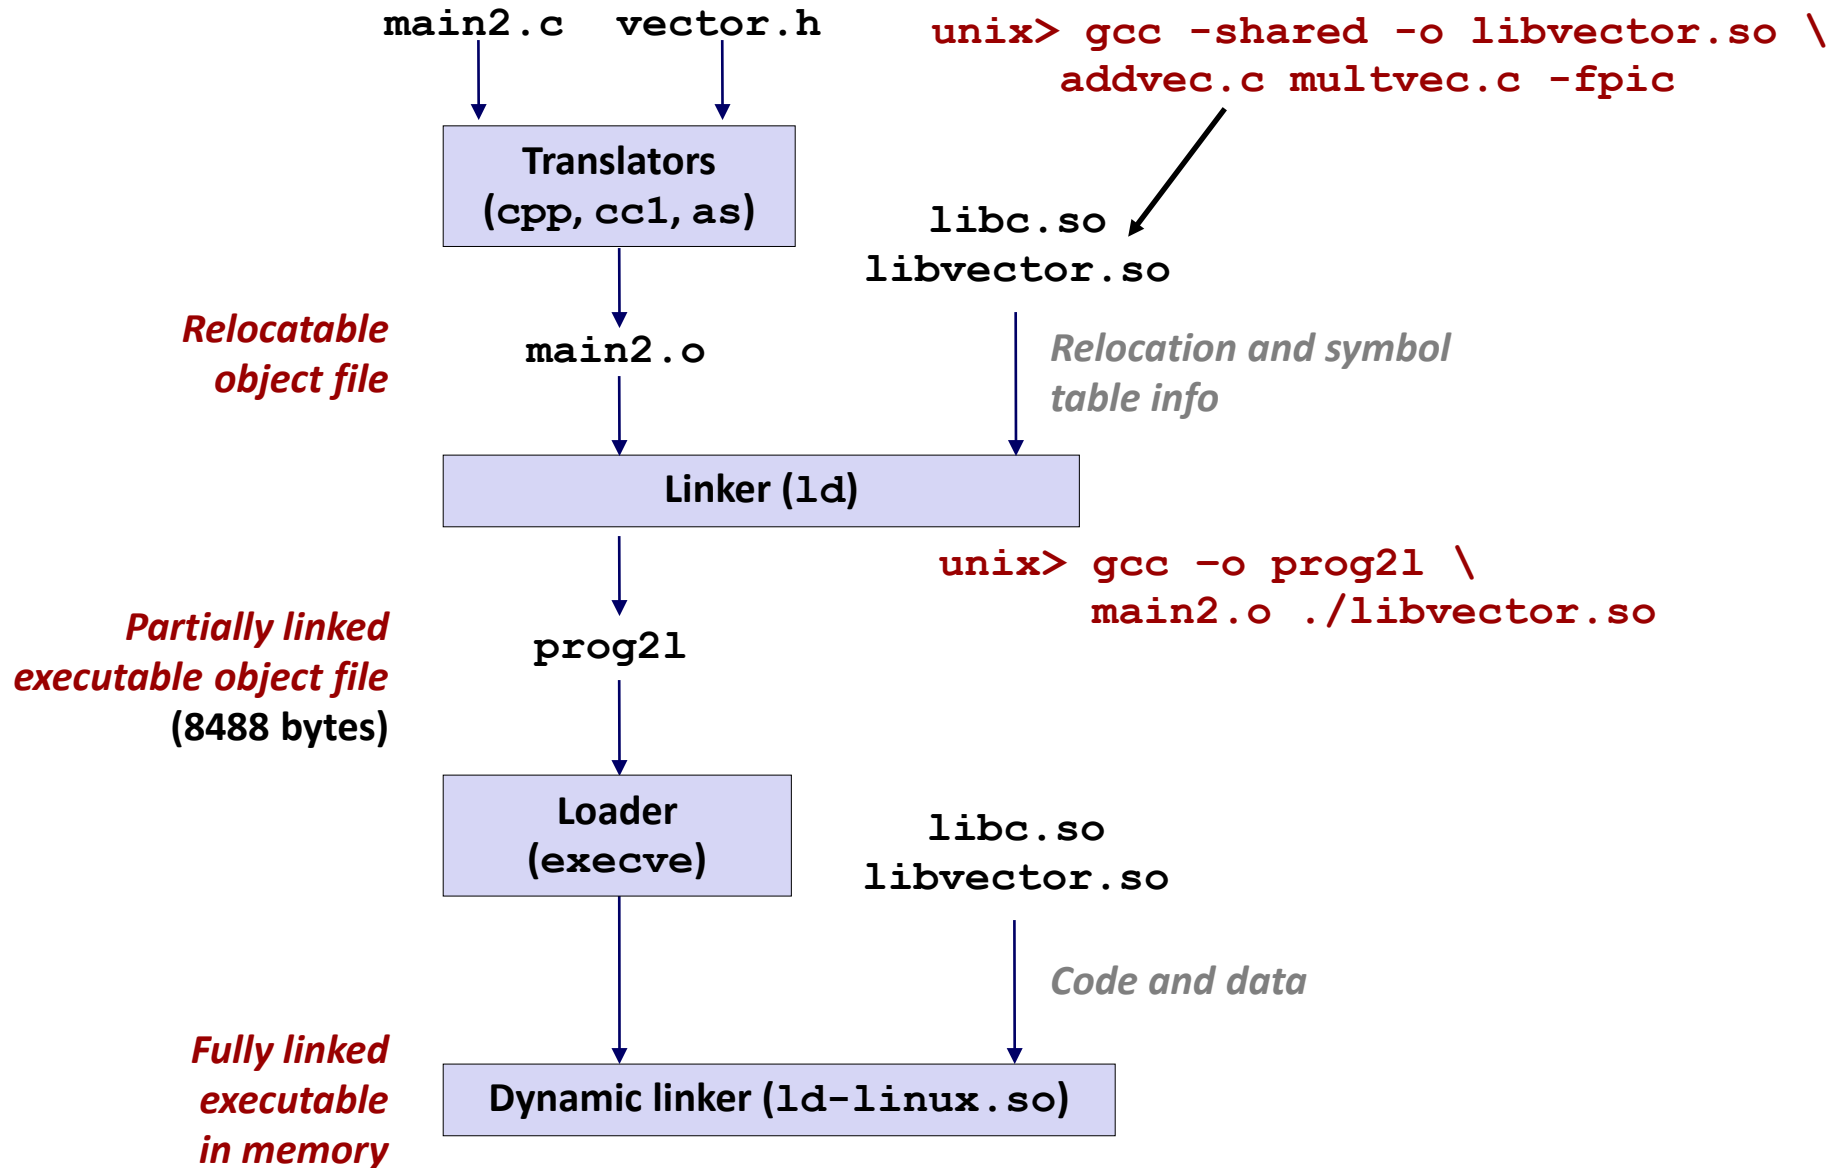 main2.c vector.h
unix> gcc -shared -o libvector.so \
addvec.c multvec.c -fpic
Translators
(cpp, cc1, as)
libc.so
libvector.so
Relocatable
object file
main2.o
Relocation and symbol
table info
Linker (ld)
unix> gcc –o prog2l \
main2.o ./libvector.so
Partially linked
executable object file
(8488 bytes)
prog2l
Loader
(execve)
libc.so
libvector.so
Code and data
Fully linked
executable
in memory
Dynamic linker (ld-linux.so)